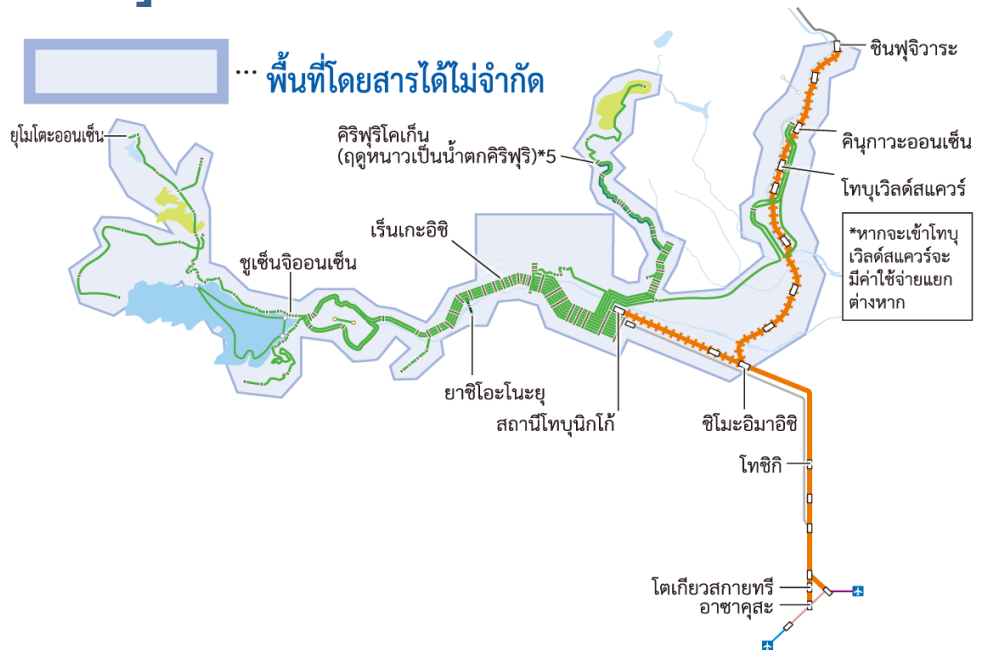 ... พื้นที่โดยสารได้ไม่จำกัด
ชินฟุจิวาระ
ยุโมโตะออนเซ็น
คิริฟุริโคเก็น
(ฤดูหนาวเป็นน้ำตกคิริฟุริ)*5
คินุกาวะออนเซ็น
โทบุเวิลด์สแควร์
*หากจะเข้าโทบุ
เวิลด์สแควร์จะ
มีค่าใช้จ่ายแยก
ต่างหาก
เร็นเกะอิชิ
ชูเซ็นจิออนเซ็น
ยาชิโอะโนะยุ
สถานีโทบุนิกโก้
ชิโมะอิมาอิชิ
โทชิกิ
โตเกียวสกายทรี
อาซาคุสะ